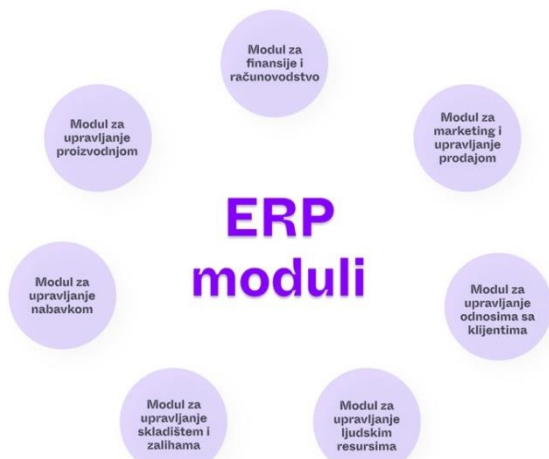 Modul za
finansije i
računovodstvo
Modul za
upravljanje
proizvodnjom
Modul za
marketing i
upravljanje
prodajom
ERP
moduli
Modul za
upravljanje
nabavkom
Modul za
upravljanje
odnosima sa
klijentima
Modul za
upravljanje
skladištem i
zalihama
Modul za
upravljanje
ljudskim
resursima